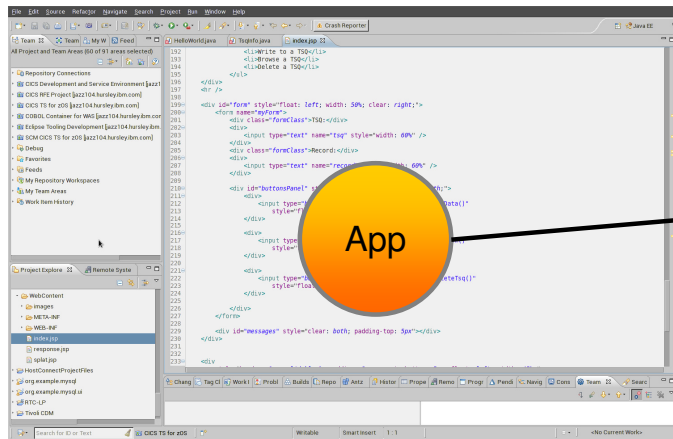 File Edit Source Refactor Navigate Search Project Run Window Help
Crash Reporter
Java EE
Team Team My W Feed
HelloWorld.java TsqInfo.java index.jsp
All Project and Team Areas (60 of 91 areas selected)
Repository Connections
CICS Development and Service Environment [jazz1
CICS RFE Project [jazz104.hursley.ibm.com]
CICS TS for zOS [jazz104.hursley.ibm.com]
COBOL Container for WAS [jazz104.hursley.ibm.com]
Eclipse Tooling Development [jazz104.hursley.ibm.
SCM CICS TS for zOS [jazz104.hursley.ibm.com]
Debug
Favorites
Feeds
My Repository Workspaces
My Team Areas
Work Item History
192 <li>Write to a TSQ</li>
193 <li>Browse a TSQ</li>
194 <li>Delete a TSQ</li>
195 </ul>
196 </div>
197 <hr />
198
199 <div id="form" style="float: left; width: 50%; clear: right;">
200 <form name="myForm">
201 <div class="formClass">TSQ:</div>
202 <div>
203 <input type="text" name="tsq" style="width: 60%" />
204 </div>
205 <div class="formClass">Record:</div>
206 <div>
207 <input type="text" name="reco : 60%" />
208 </div>
209
210 <div id="buttonsPanel" st th;">
211 <div>
212 <input type="b Data()"
213 style="fl
214 </div>
215
216 <div>
217 <input type ()"
218 style="
219 </div>
220
221 <div>
222 <input type="b eteTsq()"
223 style="float
224 </div>
225
226 </div>
227 </form>
228
229 <div id="messages" style="clear: both; padding-top: 5px"></div>
230 </div>
231
232
233 <div
App
Project Explore Remote Syste
WebContent
images
META-INF
WEB-INF
index.jsp
response.jsp
splat.jsp
HostConnectProjectFiles
org.example.mysql
org.example.mysql.ui
RTC-LP
Tivoli CDM
Chang Tag Cl Work I Probl Builds Repo Antz Histor Prope Remo Progr Pendi Navig Cons Team Searc
Search for ID or Text
CICS TS for zOS
Writable Smart Insert 1 : 1
<No Current Work>